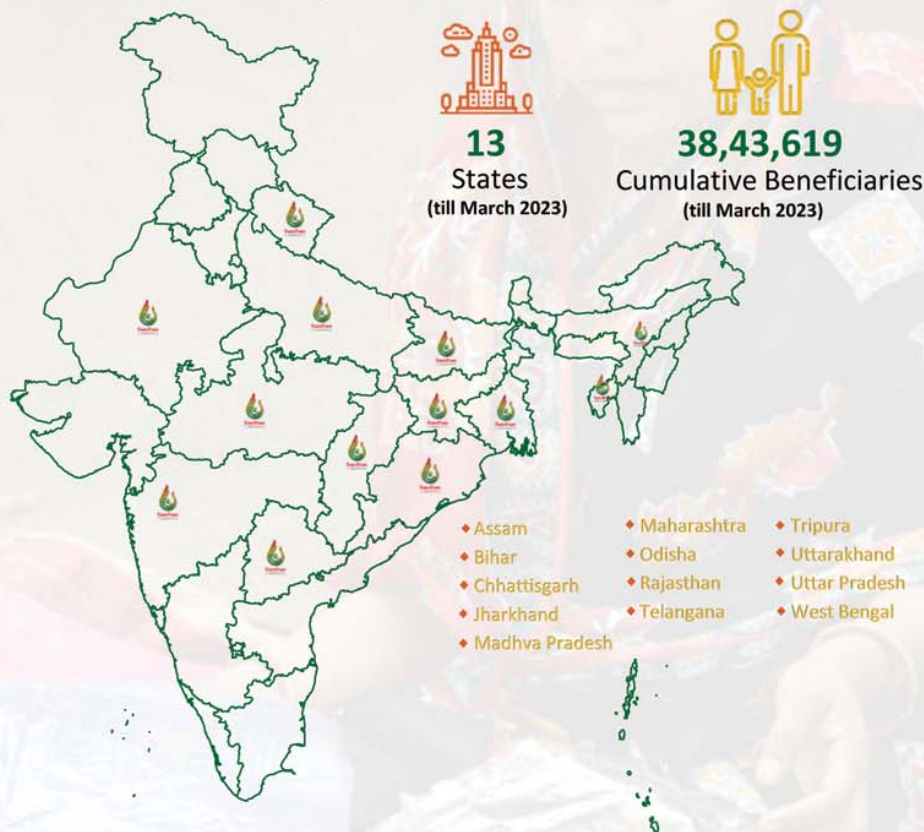 13
States
(till March 2023)
38,43,619
Cumulative Beneficiaries
(till March 2023)
Assam
Bihar
Chhattisgarh
Jharkhand
Madhva Pradesh
Maharashtra
Odisha
Rajasthan
Telangana
Tripura
Uttarakhand
Uttar Pradesh
West Bengal